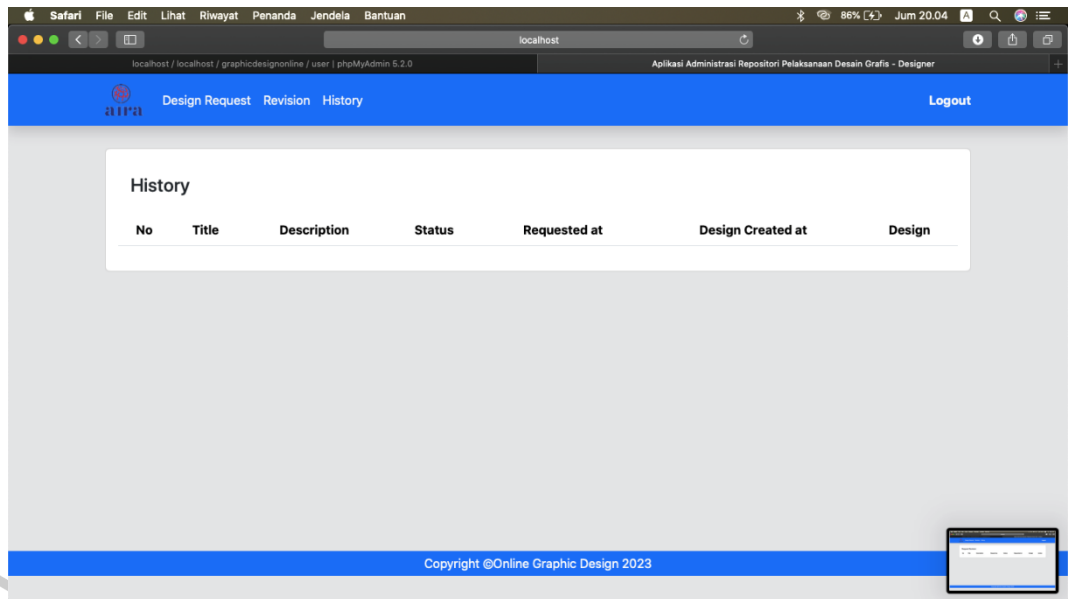 Safari File Edit Lihat Riwayat Penanda Jendela Bantuan 86% Jum 20.04 A
localhost
localhost / localhost / graphicdesignonline / user | phpMyAdmin 5.2.0 Aplikasi Administrasi Repositori Pelaksanaan Desain Grafis - Designer
aira Design Request Revision History Logout
History
No Title Description Status Requested at Design Created at Design
Copyright ©Online Graphic Design 2023